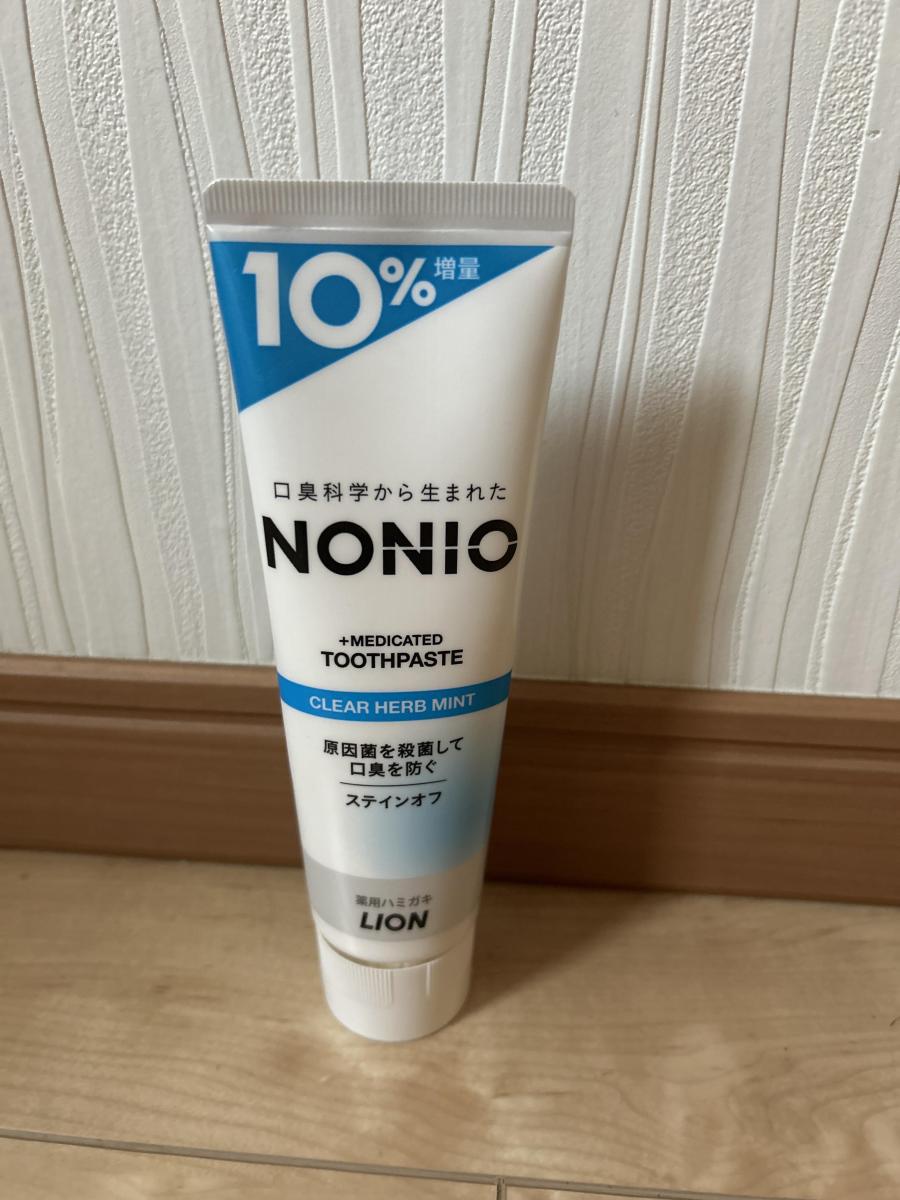 10%増量
口臭科学から生まれた
NONIO
+MEDICATED
TOOTHPASTE
CLEAR HERB MINT
原因菌を殺菌して
口臭を防ぐ
ステインオフ
薬用ハミガキ
LION